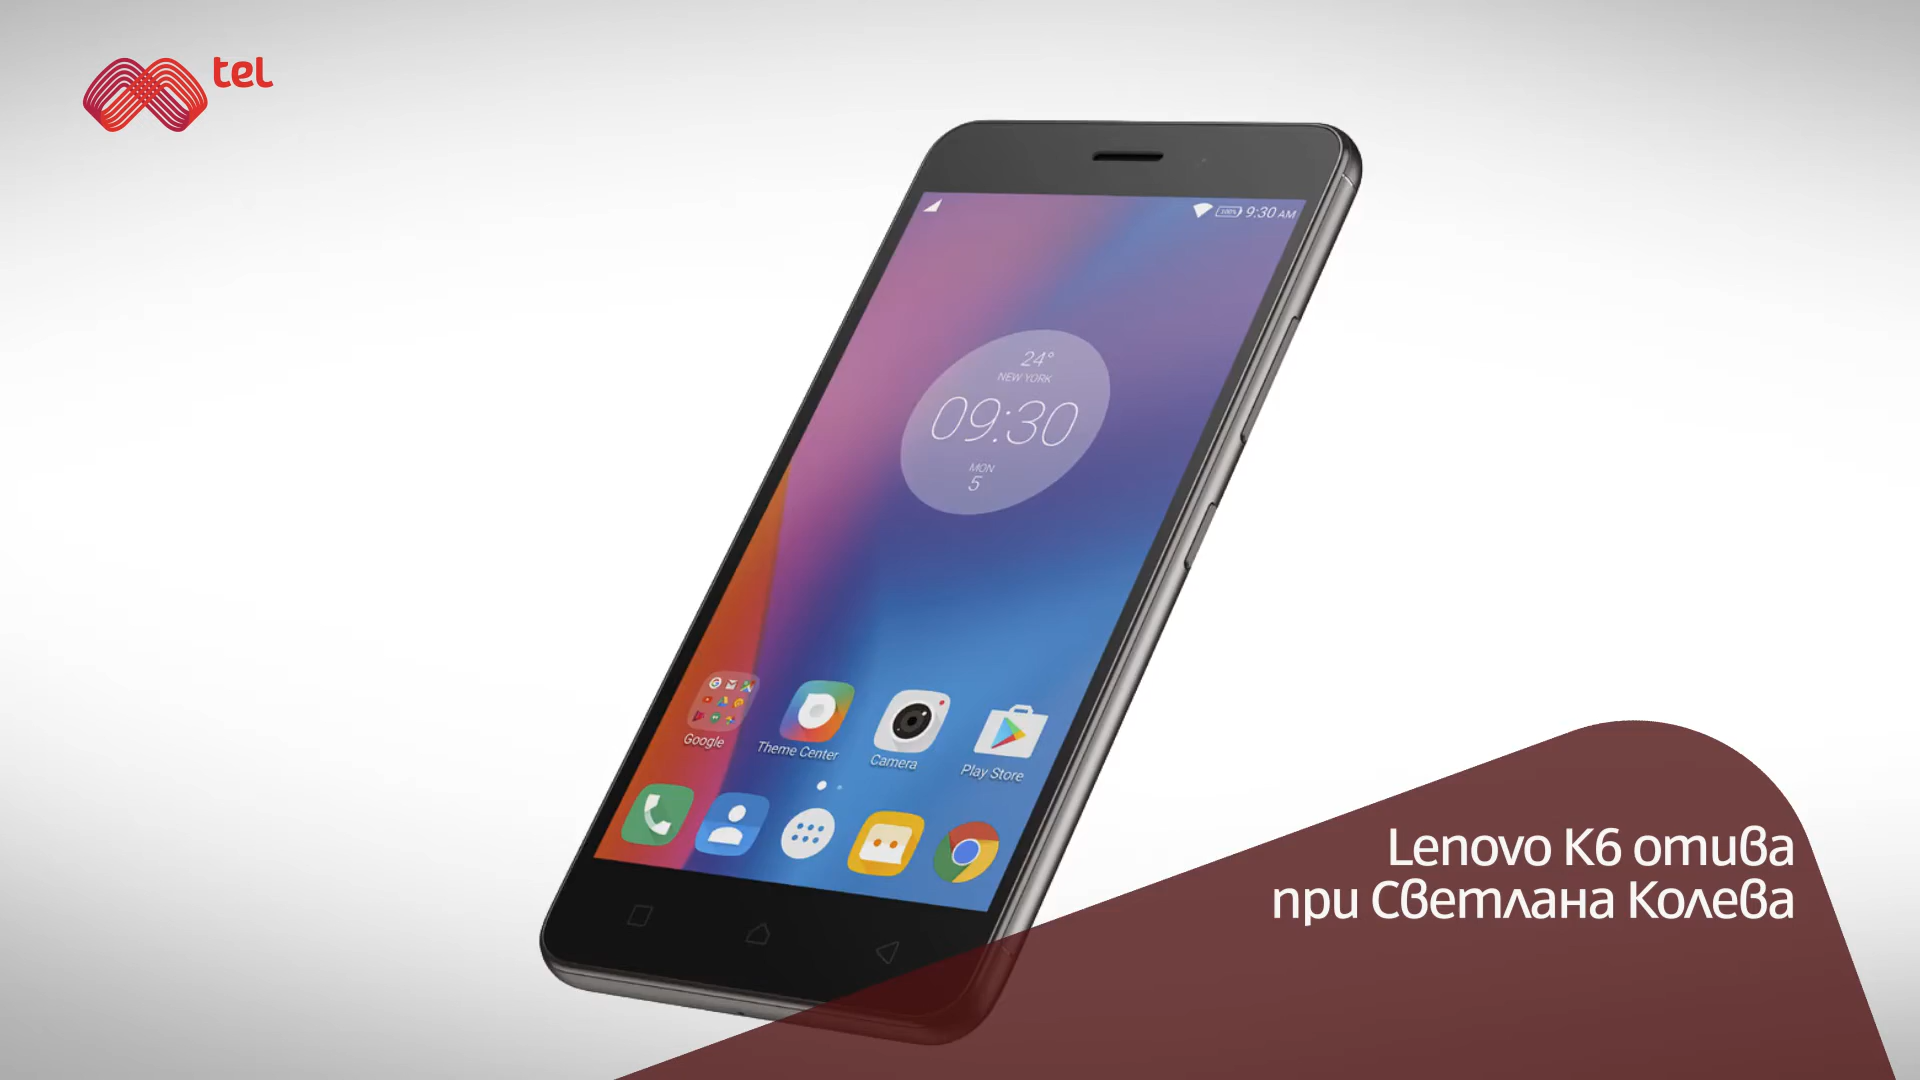 tel
100% 9:30 AM
24°
NEW YORK
09:30
MON
5
Google
Theme Center
Camera
Play Store
Lenovo K6 отива
при Светлана Колева